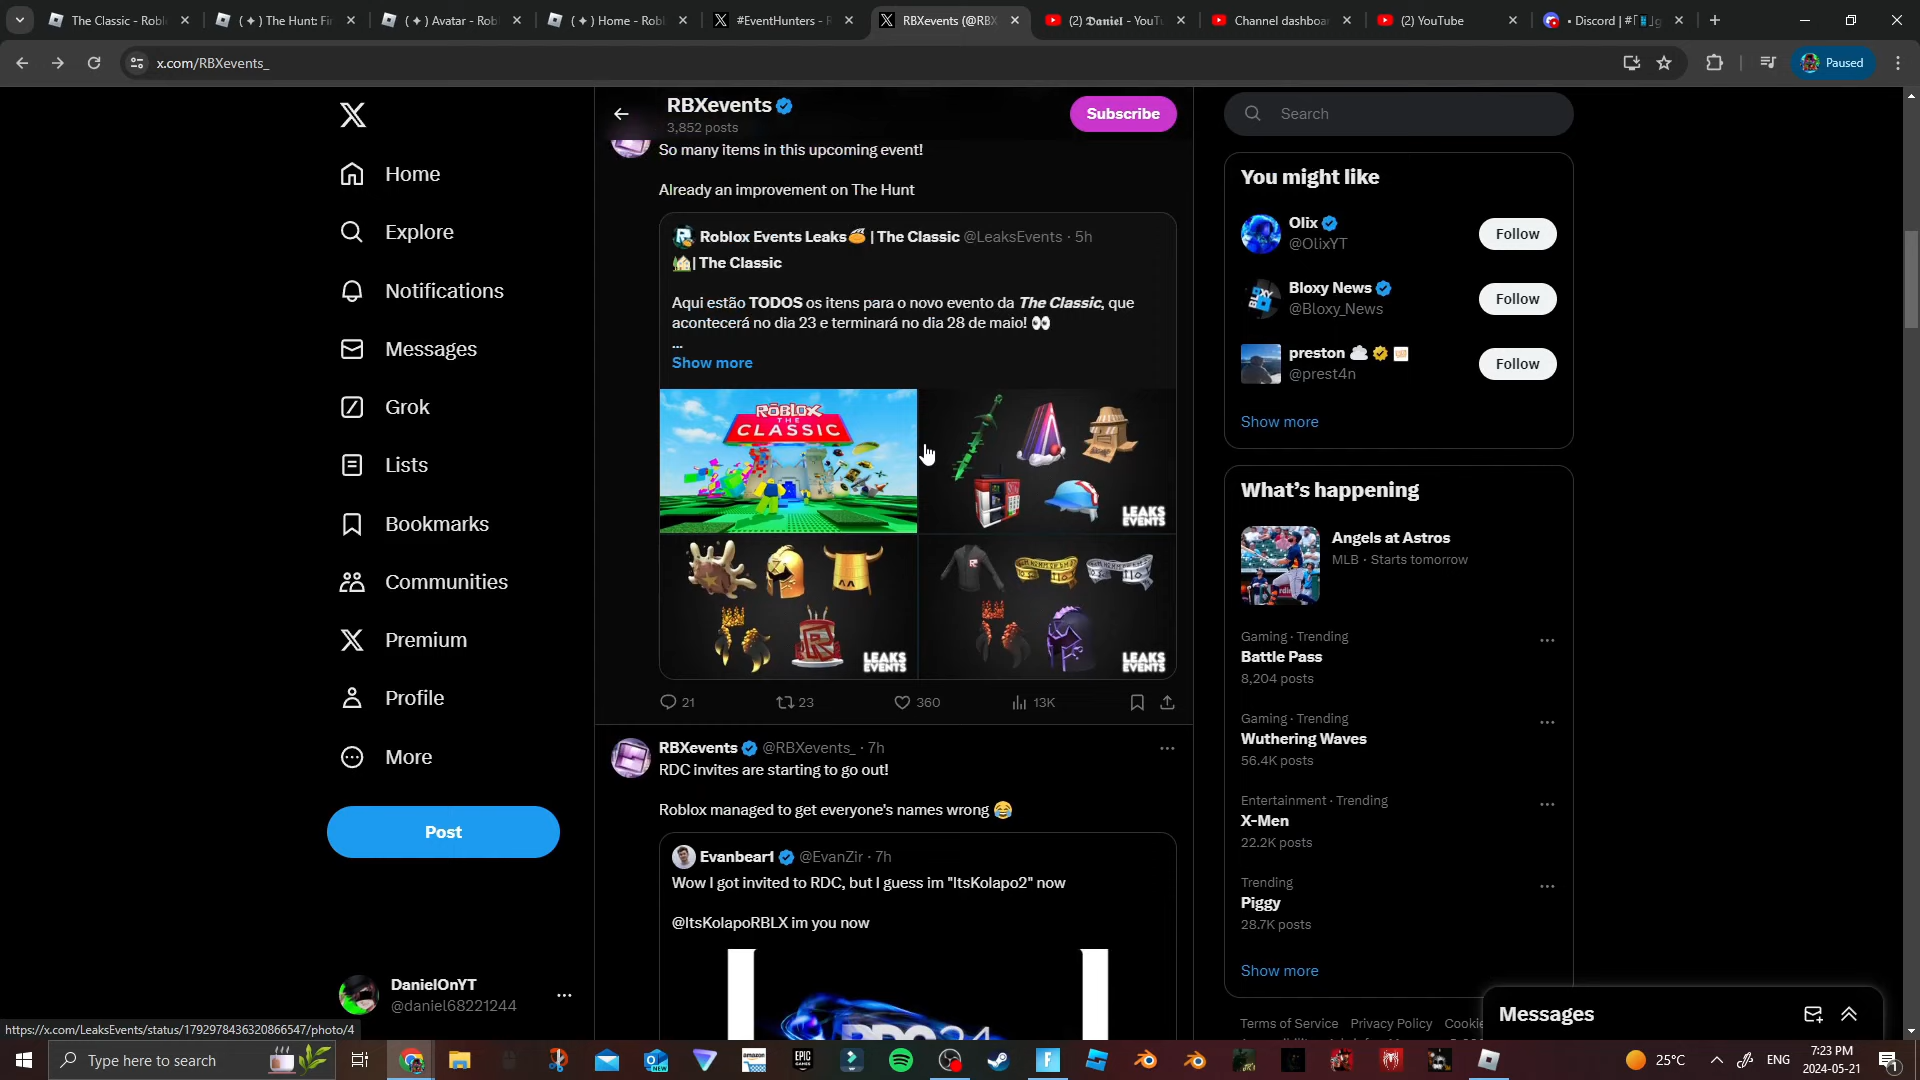 The Classic - Robl
( ✦ ) The Hunt: Fir
( ✦ ) Avatar - Rob
( ✦ ) Home - Robl
#EventHunters - R
RBXevents (@RBX
(2) 𝕯𝖆𝖓𝖎𝖊𝖑 - YouTu
Channel dashboar
(2) YouTube
• Discord | #
x.com/RBXevents_
Paused
Home
Explore
Notifications
Messages
Grok
Lists
Bookmarks
Communities
Premium
Profile
More
Post
DanielOnYT
@daniel68221244
https://x.com/LeaksEvents/status/1792978436320866547/photo/4
RBXevents
3,852 posts
Subscribe
So many items in this upcoming event!
Already an improvement on The Hunt
Roblox Events Leaks | The Classic @LeaksEvents · 5h
| The Classic
Aqui estão TODOS os itens para o novo evento da The Classic, que
acontecerá no dia 23 e terminará no dia 28 de maio! 👀
...
Show more
ROBLOX
THE
CLASSIC
LEAKS
EVENTS
LEAKS
EVENTS
LEAKS
EVENTS
21
23
360
13K
RBXevents @RBXevents_ · 7h
RDC invites are starting to go out!
Roblox managed to get everyone's names wrong 😂
Evanbear1 @EvanZir · 7h
Wow I got invited to RDC, but I guess im "ItsKolapo2" now
@ItsKolapoRBLX im you now
RDC 24
Search
You might like
Olix
@OlixYT
Follow
Bloxy News
@Bloxy_News
Follow
preston
@prest4n
Follow
Show more
What's happening
Angels at Astros
MLB · Starts tomorrow
Gaming · Trending
Battle Pass
8,204 posts
Gaming · Trending
Wuthering Waves
56.4K posts
Entertainment · Trending
X-Men
22.2K posts
Trending
Piggy
28.7K posts
Show more
Terms of Service Privacy Policy Cookie
Messages
Type here to search
25°C
ENG
7:23 PM
2024-05-21
1